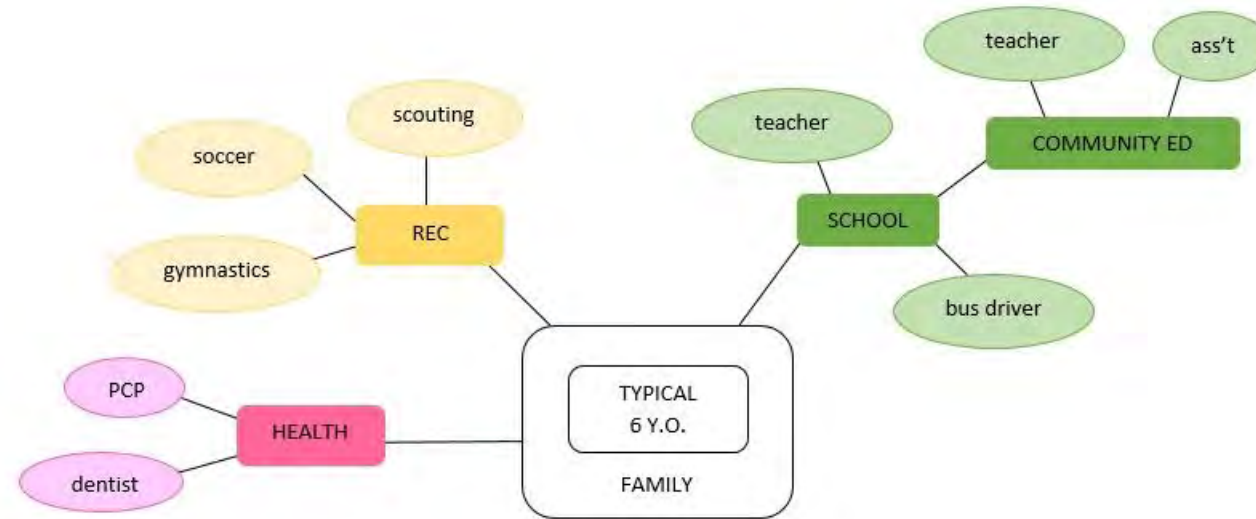 teacher
ass't
scouting
teacher
soccer
COMMUNITY ED
REC
SCHOOL
gymnastics
bus driver
PCP
TYPICAL
6 Y.O.
HEALTH
dentist
FAMILY